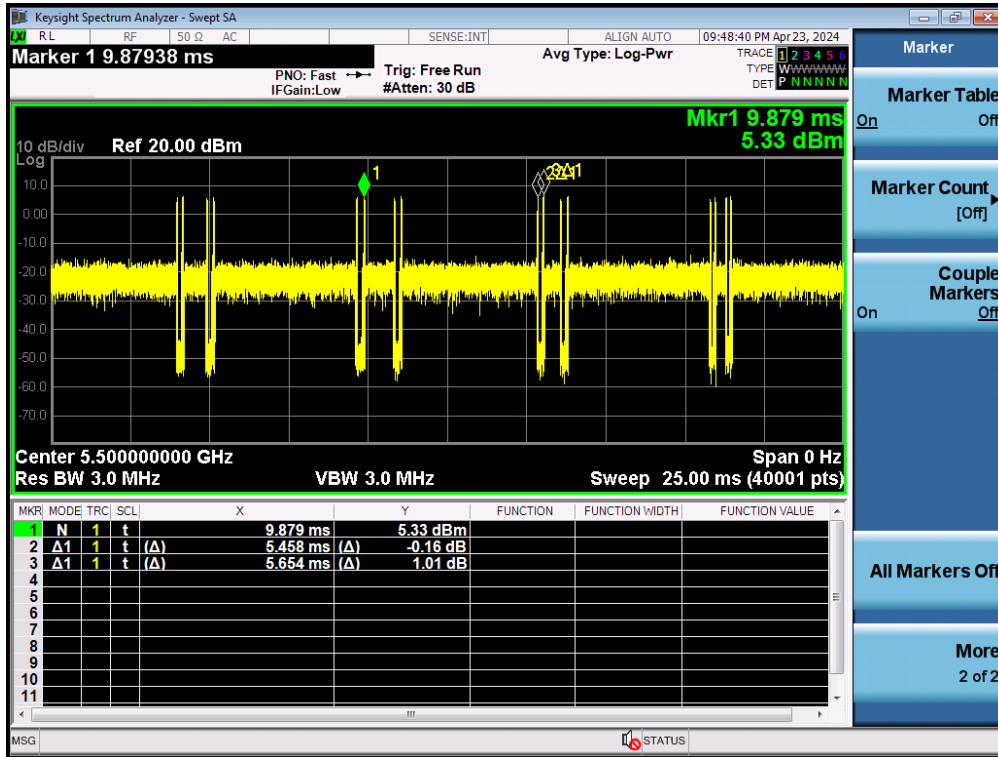 Keysight Spectrum Analyzer - Swept SA
LXI RL RF 50 Ω AC SENSE:INT ALIGN AUTO 09:48:40 PM Apr 23, 2024
Marker 1 9.87938 ms
PNO: Fast
IFGain:Low
Trig: Free Run
#Atten: 30 dB
Avg Type: Log-Pwr
TRACE 1 2 3 4 5 6
TYPE W W W W W W
DET P N N N N N
Mkr1 9.879 ms
5.33 dBm
10 dB/div Ref 20.00 dBm
Log
1
2Δ1
3Δ1
10.0
0.00
-10.0
-20.0
-30.0
-40.0
-50.0
-60.0
-70.0
Center 5.500000000 GHz Span 0 Hz
Res BW 3.0 MHz VBW 3.0 MHz Sweep 25.00 ms (40001 pts)
MKR MODE TRC SCL X Y FUNCTION FUNCTION WIDTH FUNCTION VALUE
1 N 1 t 9.879 ms 5.33 dBm
2 Δ1 1 t (Δ) 5.458 ms (Δ) -0.16 dB
3 Δ1 1 t (Δ) 5.654 ms (Δ) 1.01 dB
4
5
6
7
8
9
10
11
MSG STATUS
Marker
Marker Table
On Off
Marker Count
[Off]
Couple
Markers
On Off
All Markers Off
More
2 of 2